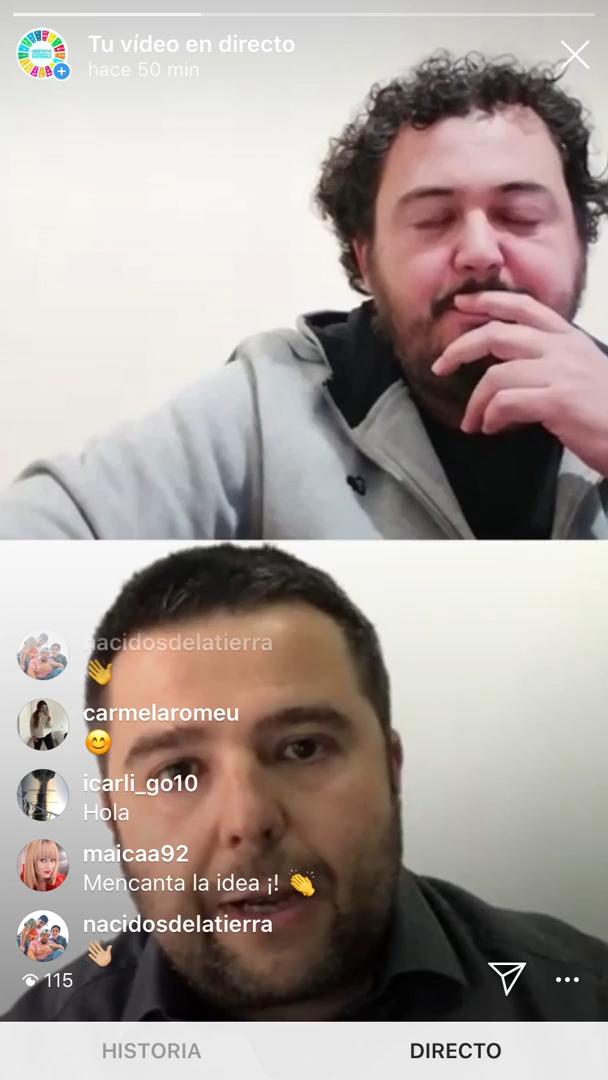 Tu vídeo en directo
hace 50 min
nacidosdelatierra
👋
carmelaromeu
😊
icarli_go10
Hola
maicaa92
Mencanta la idea ¡! 👏
nacidosdelatierra
👋🏼
115
HISTORIA
DIRECTO